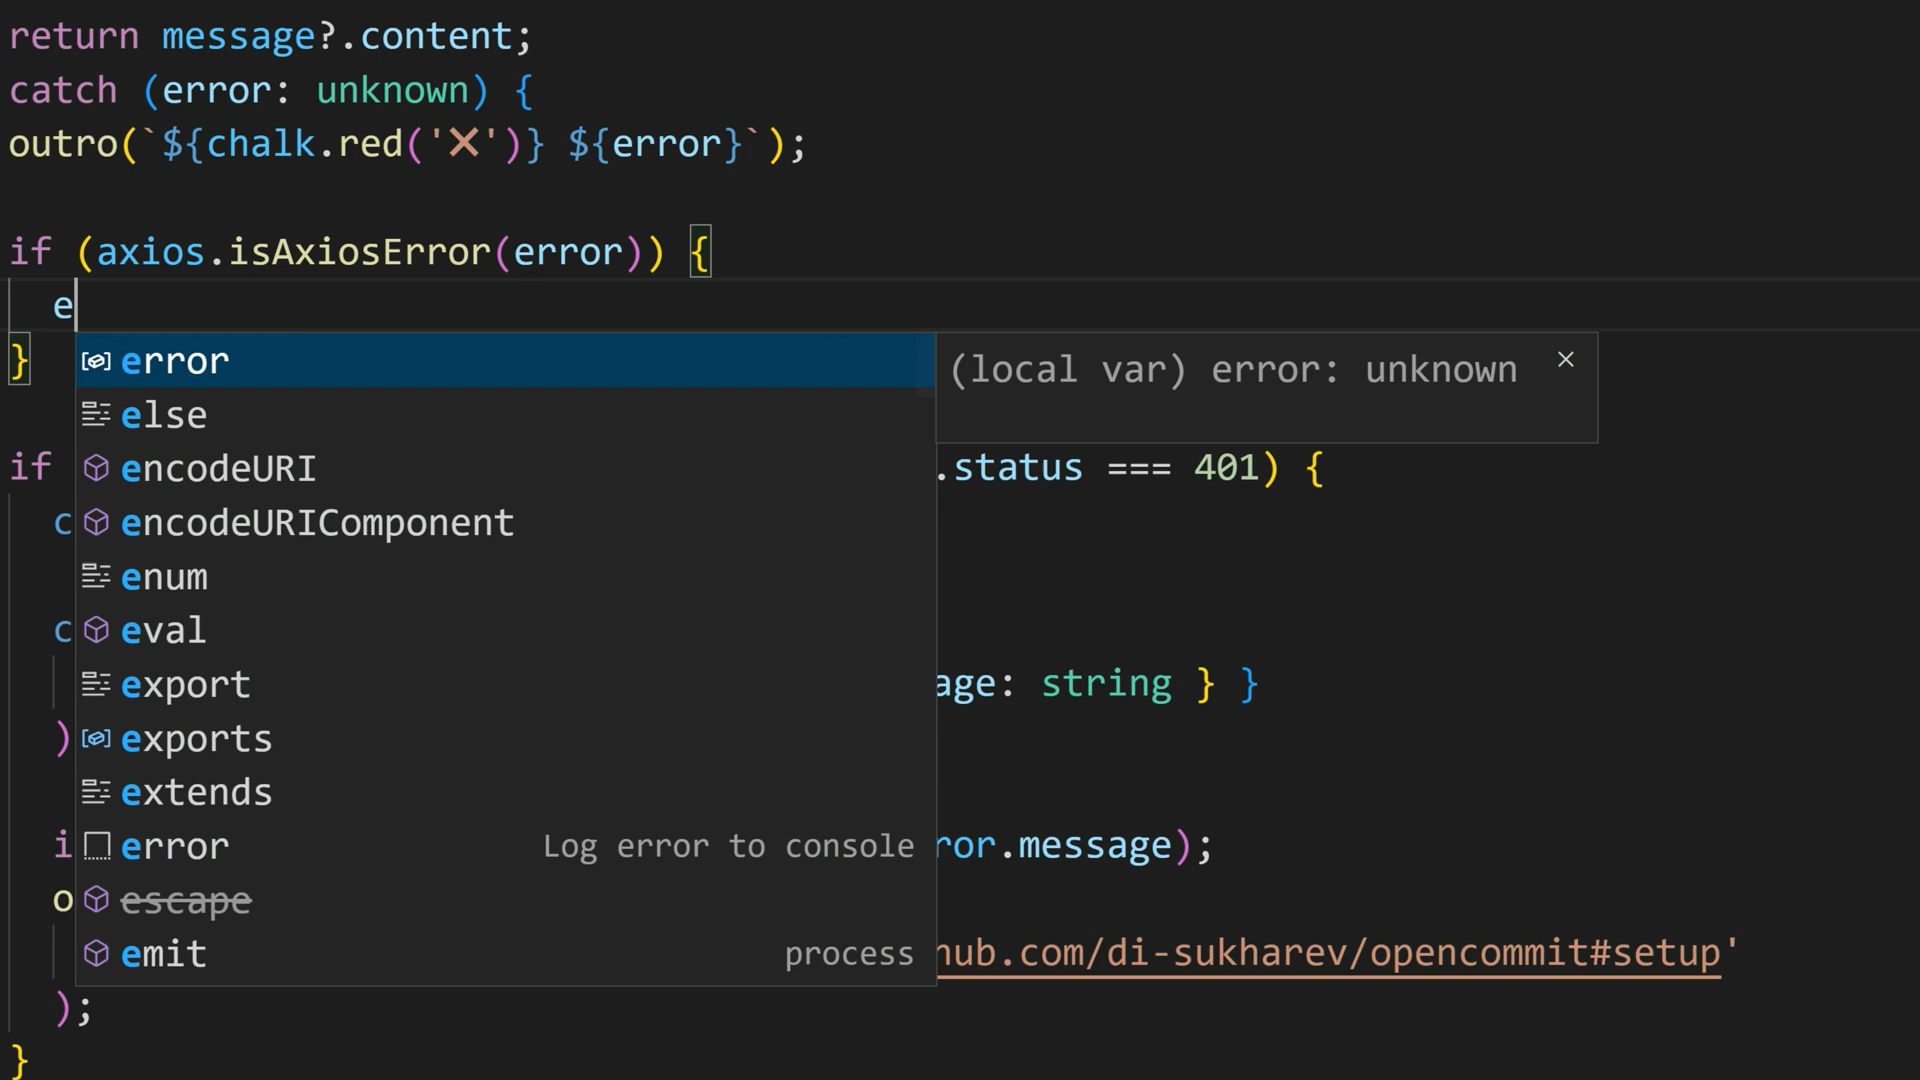 return message?.content;
catch (error: unknown) {
outro(`${chalk.red('✖')} ${error}`);
if (axios.isAxiosError(error)) {
e
}
error
(local var) error: unknown
else
if
.status === 401) {
encodeURI
c
encodeURIComponent
enum
c
eval
export
age: string } }
)
exports
extends
i
error Log error to console
ror.message);
o
escape
emit process
hub.com/di-sukharev/opencommit#setup'
);
}